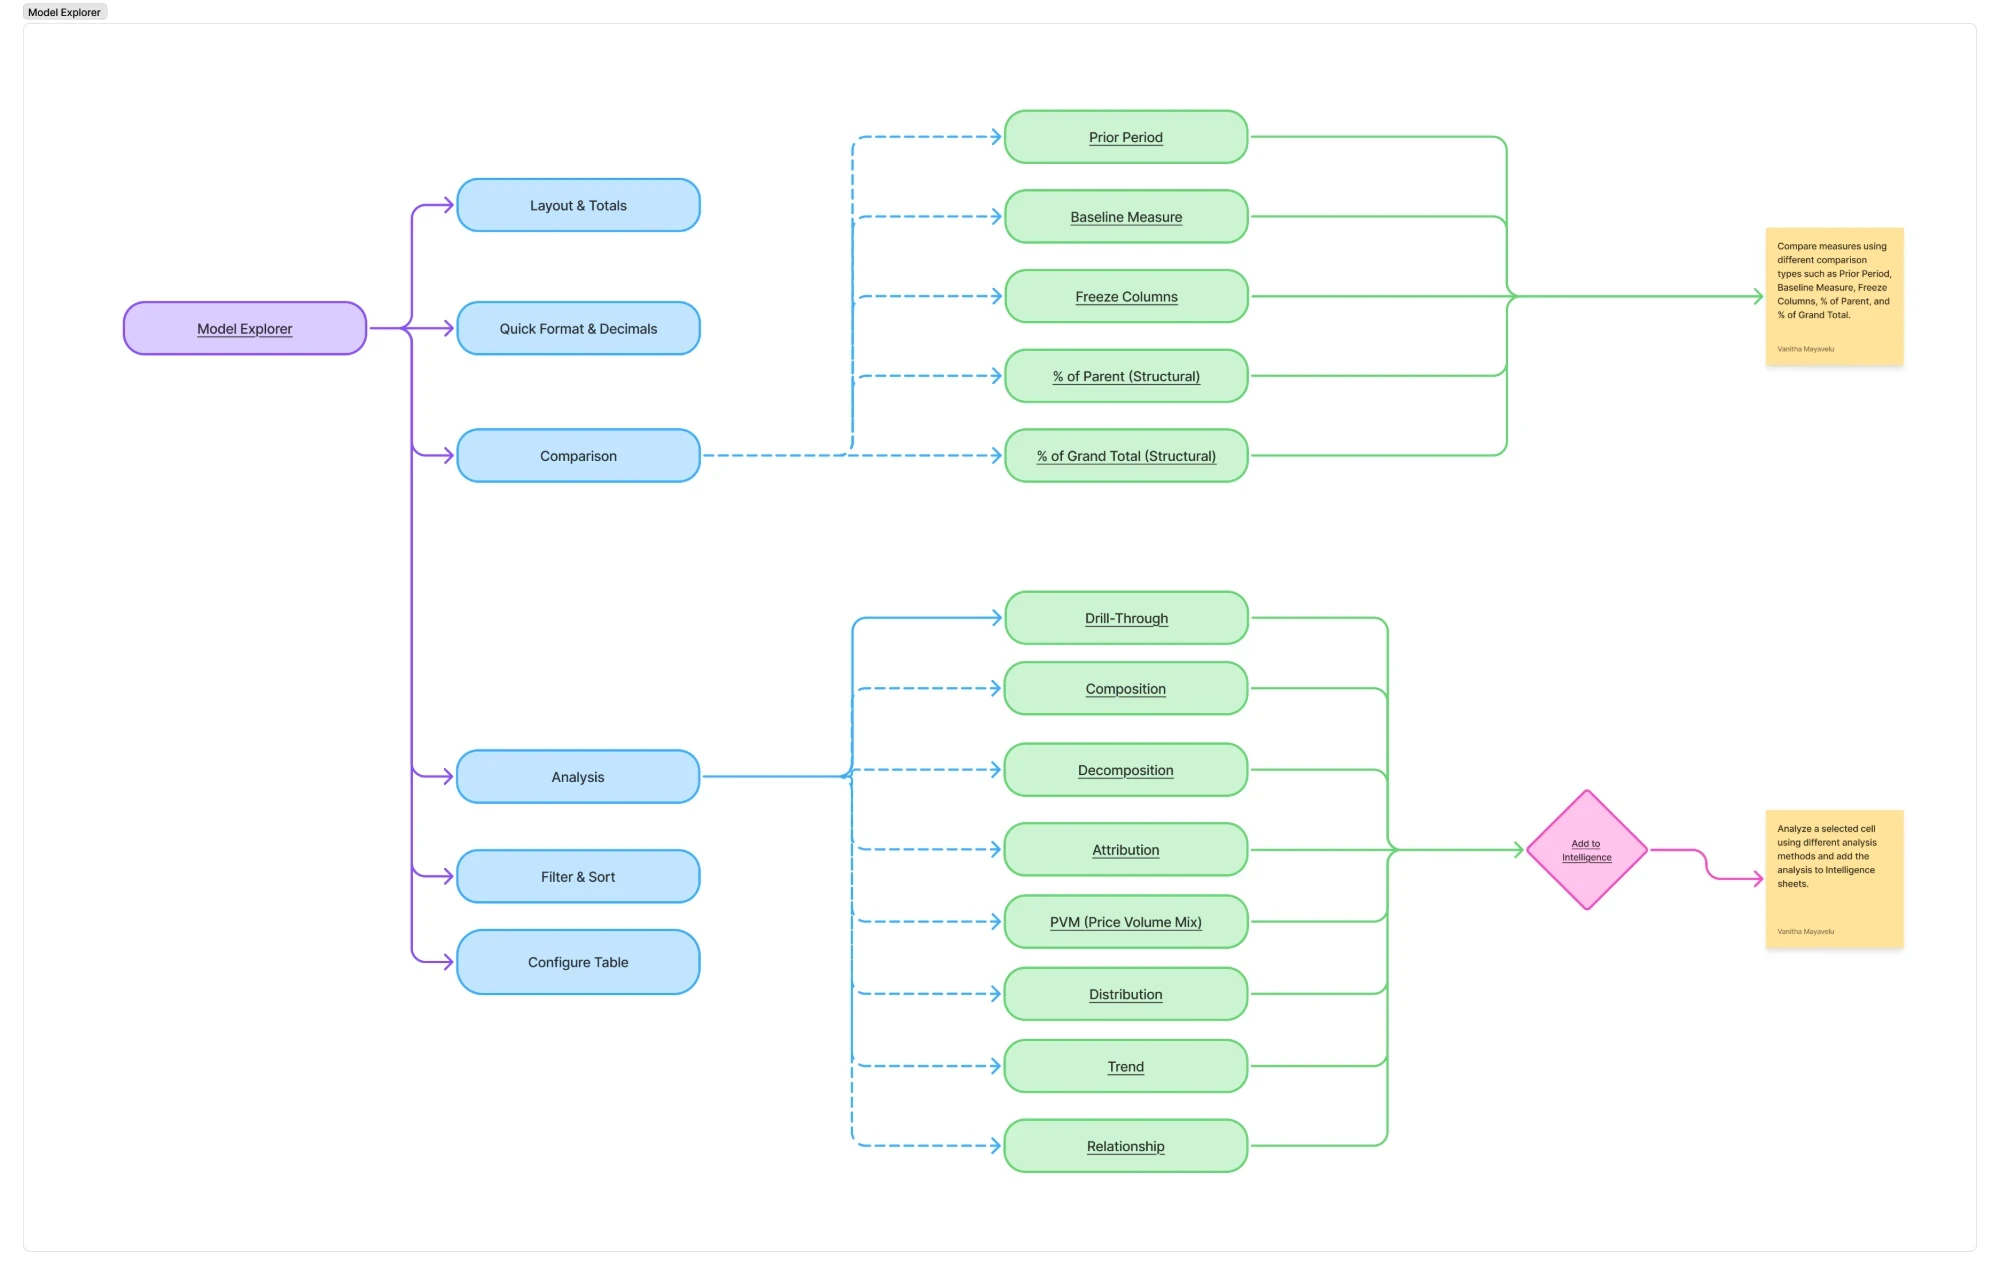 Model Explorer
Model Explorer
Layout & Totals
Quick Format & Decimals
Comparison
Analysis
Filter & Sort
Configure Table
Prior Period
Baseline Measure
Freeze Columns
% of Parent (Structural)
% of Grand Total (Structural)
Drill-Through
Composition
Decomposition
Attribution
PVM (Price Volume Mix)
Distribution
Trend
Relationship
Compare measures using
different comparison
types such as Prior Period,
Baseline Measure, Freeze
Columns, % of Parent, and
% of Grand Total.
Vanitha Mayavelu
Add to
Intelligence
Analyze a selected cell
using different analysis
methods and add the
analysis to Intelligence
sheets.
Vanitha Mayavelu